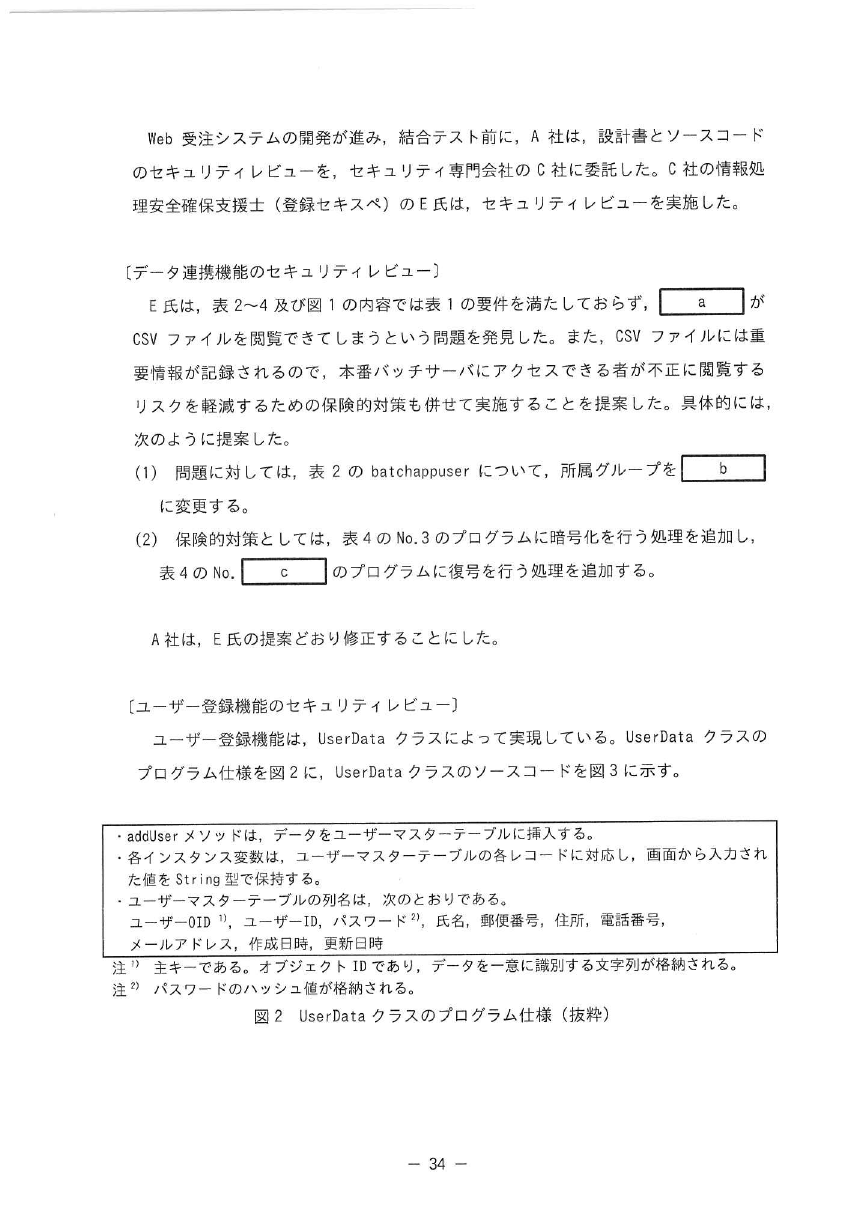 Web 受注システムの開発が進み，結合テスト前に，A 社は，設計書とソースコード
のセキュリティレビューを，セキュリティ専門会社の C 社に委託した。C 社の情報処
理安全確保支援士（登録セキスペ）の E 氏は，セキュリティレビューを実施した。
〔データ連携機能のセキュリティレビュー〕
E 氏は，表 2～4 及び図 1 の内容では表 1 の要件を満たしておらず， a が
CSV ファイルを閲覧できてしまうという問題を発見した。また，CSV ファイルには重
要情報が記録されるので，本番バッチサーバにアクセスできる者が不正に閲覧する
リスクを軽減するための保険的対策も併せて実施することを提案した。具体的には，
次のように提案した。
(1) 問題に対しては，表 2 の batchappuser について，所属グループを b
に変更する。
(2) 保険的対策としては，表 4 の No.3 のプログラムに暗号化を行う処理を追加し，
表 4 の No. c のプログラムに復号を行う処理を追加する。
A 社は，E 氏の提案どおり修正することにした。
〔ユーザー登録機能のセキュリティレビュー〕
ユーザー登録機能は，UserData クラスによって実現している。UserData クラスの
プログラム仕様を図 2 に，UserData クラスのソースコードを図 3 に示す。
・addUser メソッドは，データをユーザーマスターテーブルに挿入する。
・各インスタンス変数は，ユーザーマスターテーブルの各レコードに対応し，画面から入力され
た値を String 型で保持する。
・ユーザーマスターテーブルの列名は，次のとおりである。
ユーザーOID 1)，ユーザーID，パスワード 2)，氏名，郵便番号，住所，電話番号，
メールアドレス，作成日時，更新日時
注 1) 主キーである。オブジェクト ID であり，データを一意に識別する文字列が格納される。
注 2) パスワードのハッシュ値が格納される。
図 2 UserData クラスのプログラム仕様（抜粋）
－ 34 －